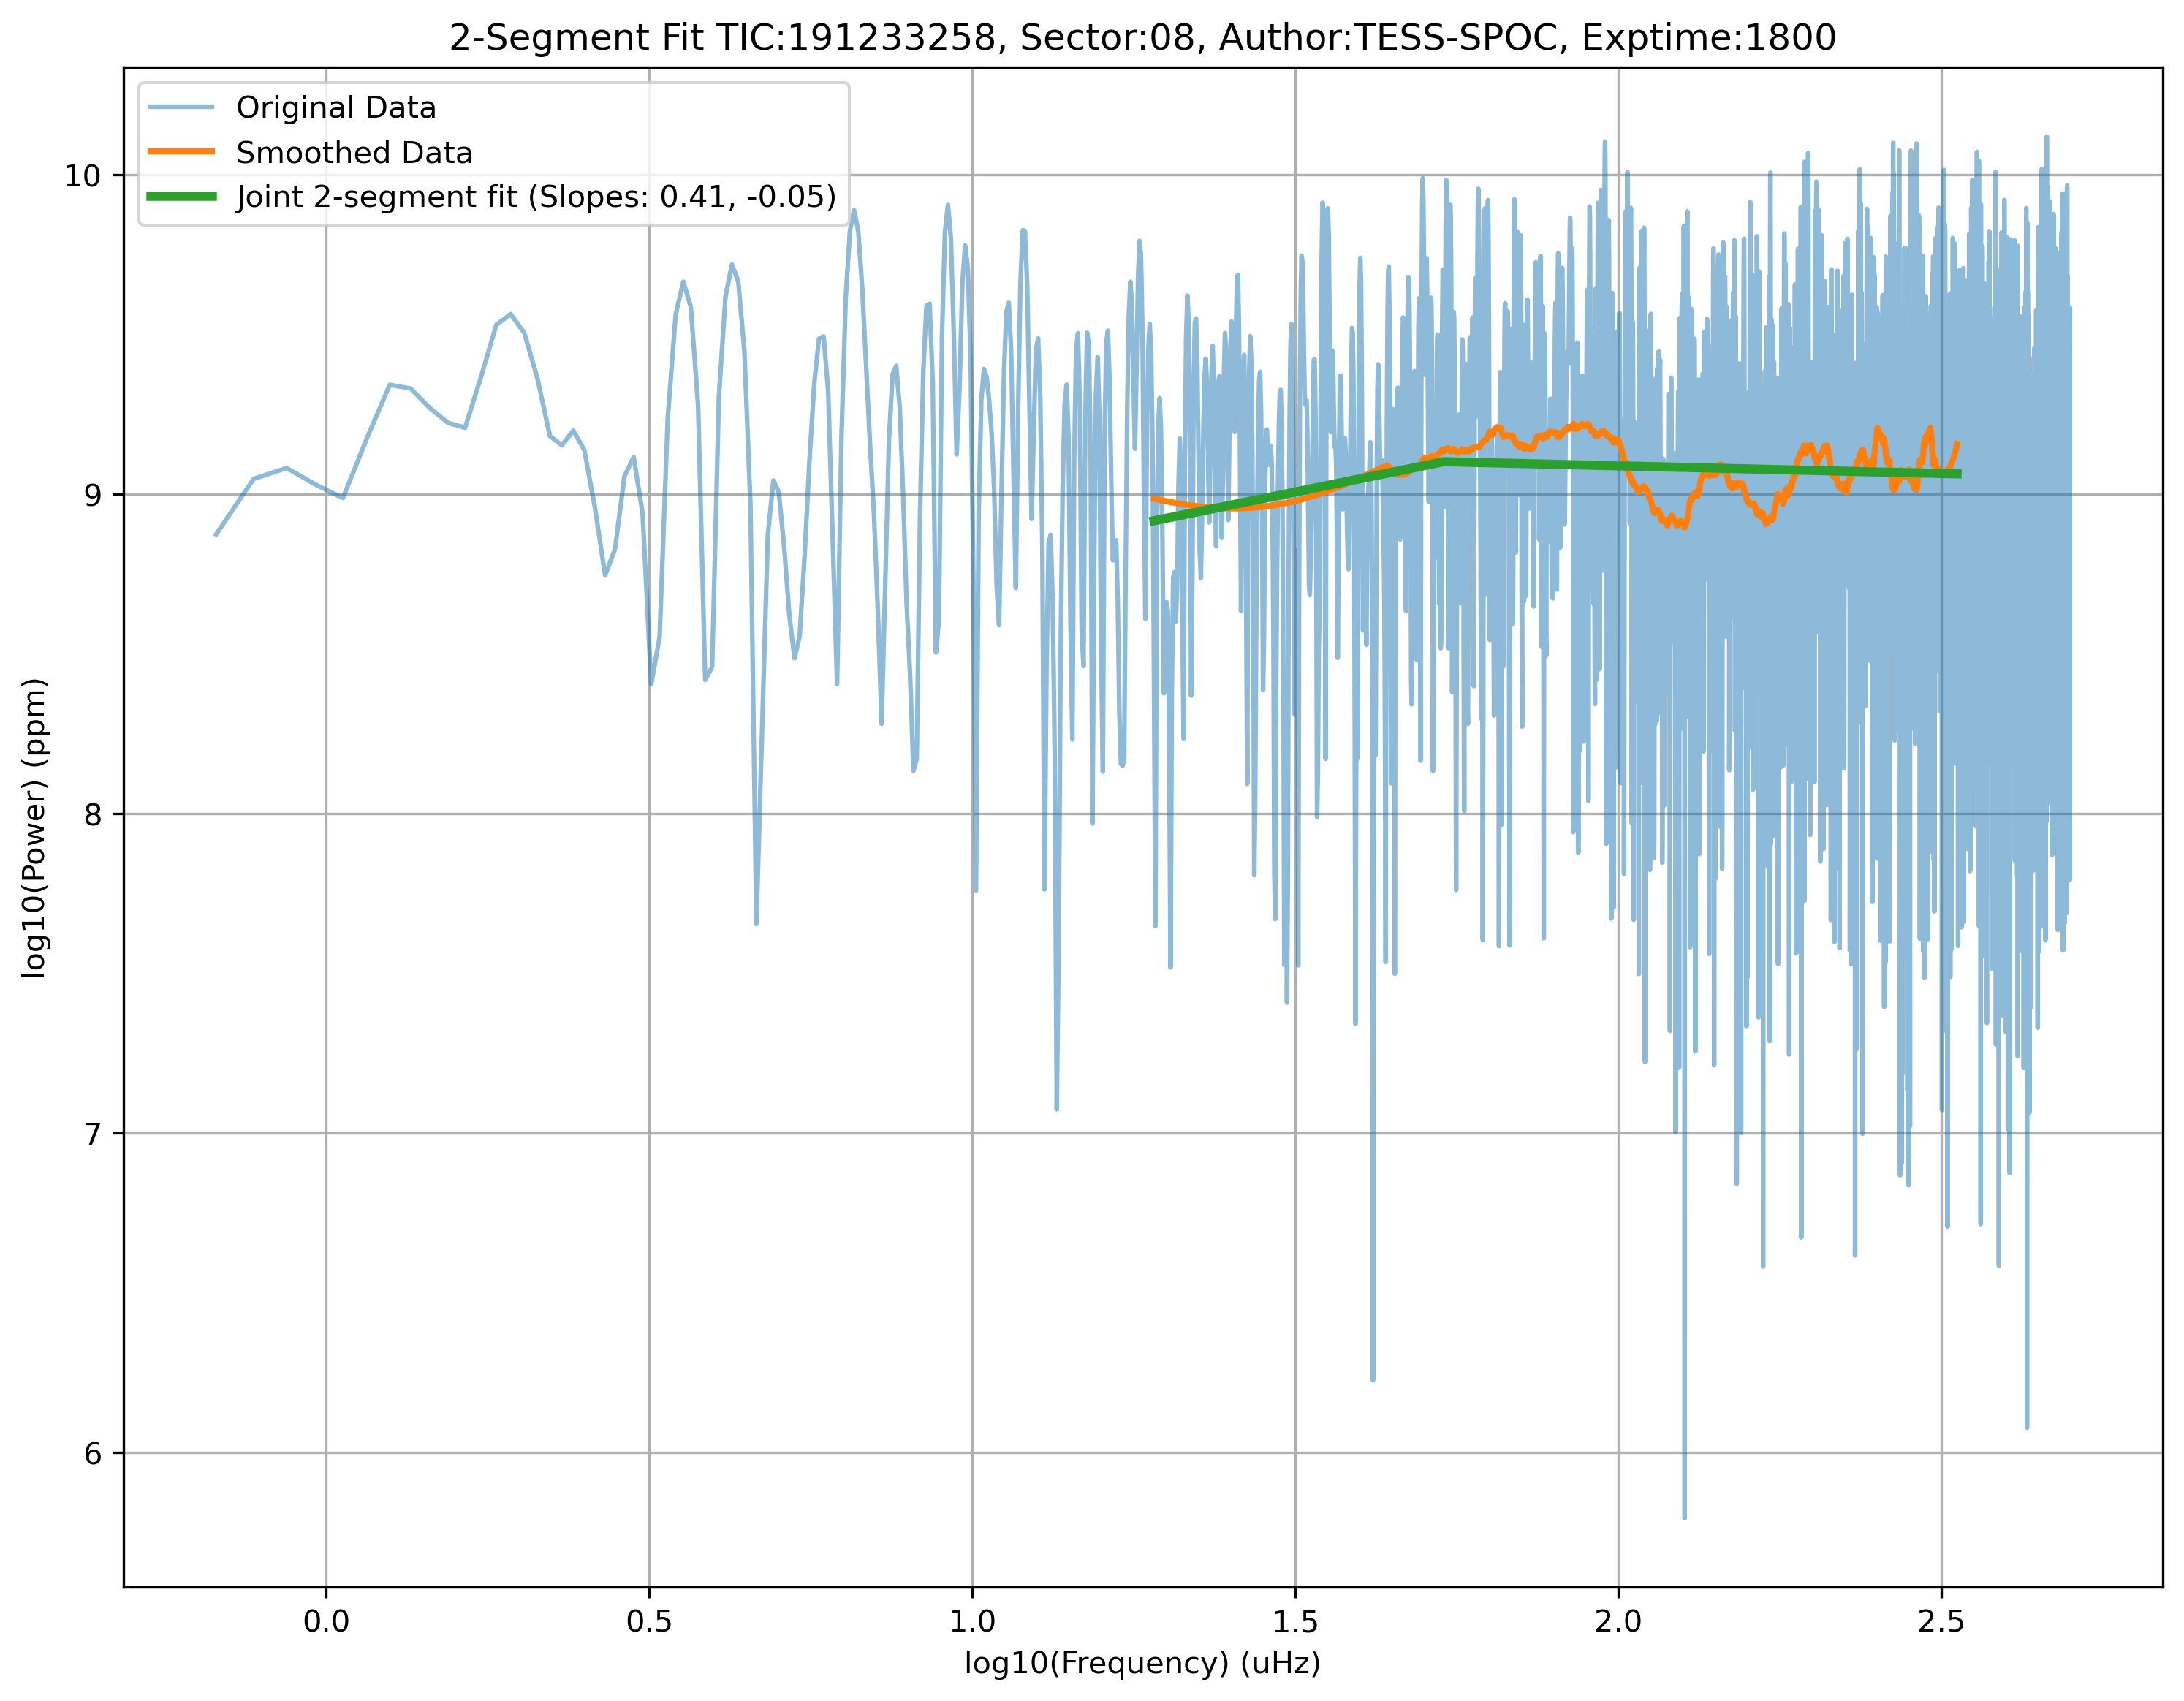 2-Segment Fit TIC:191233258, Sector:08, Author:TESS-SPOC, Exptime:1800
Original Data
Smoothed Data
Joint 2-segment fit (Slopes: 0.41, -0.05)
log10(Power) (ppm)
10
9
8
7
6
0.0 0.5 1.0 1.5 2.0 2.5
log10(Frequency) (uHz)